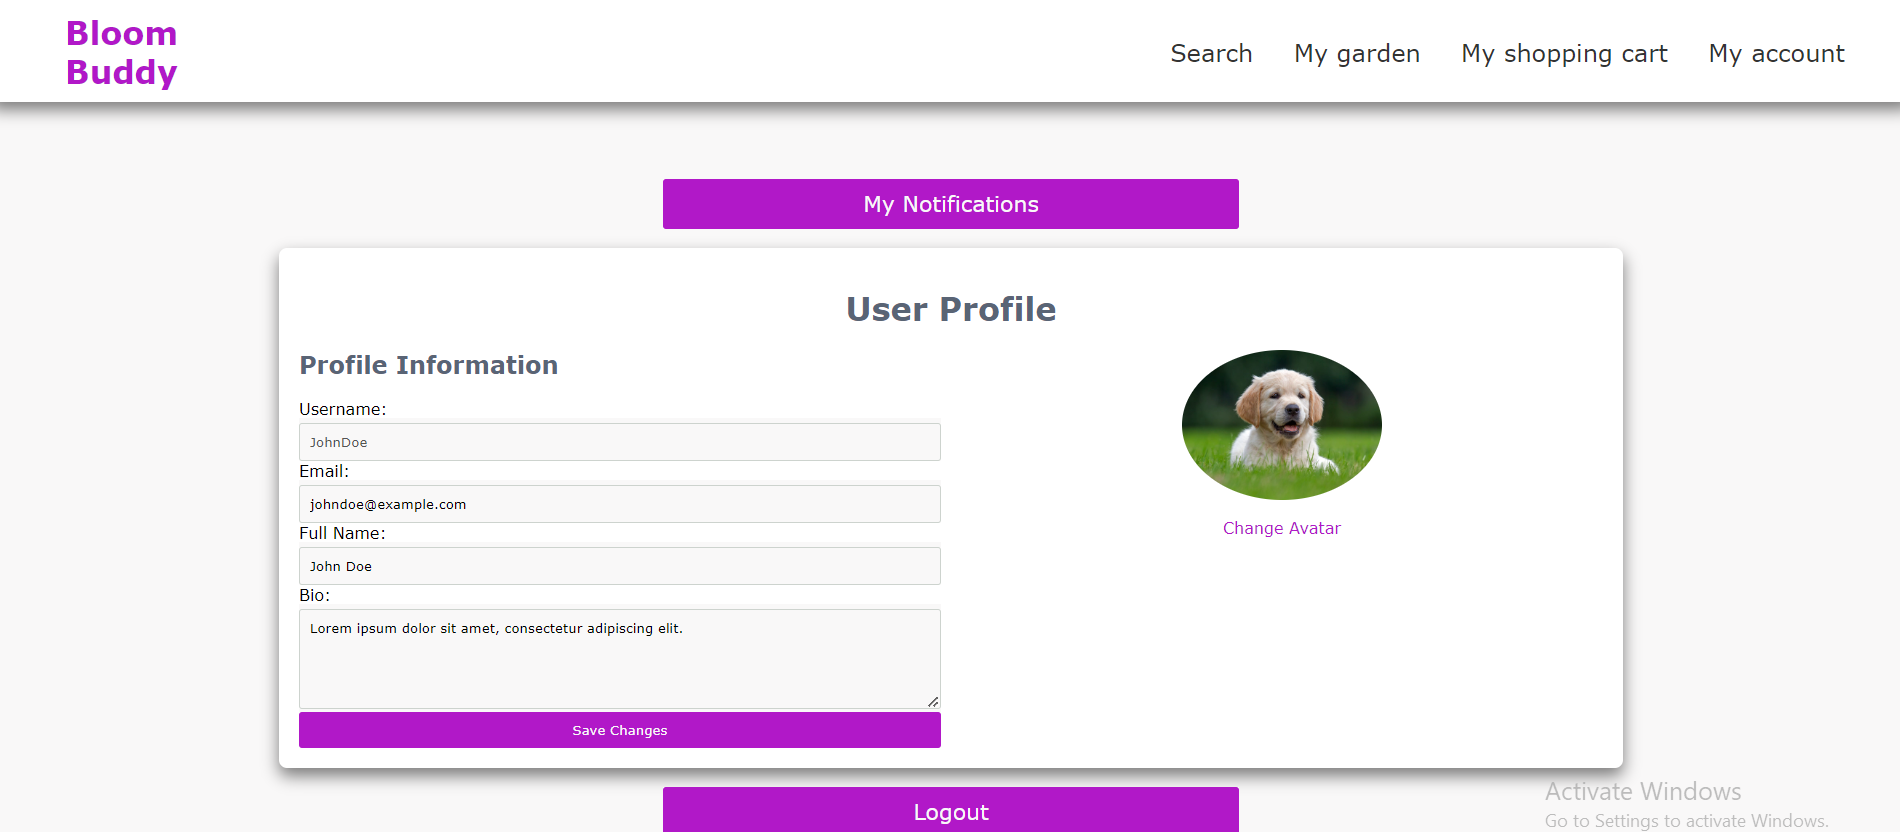 Bloom
Buddy
Search My garden My shopping cart My account
My Notifications
User Profile
Profile Information
Username:
JohnDoe
Email:
johndoe@example.com
Full Name:
John Doe
Bio:
Lorem ipsum dolor sit amet, consectetur adipiscing elit.
Save Changes
Change Avatar
Logout
Activate Windows
Go to Settings to activate Windows.